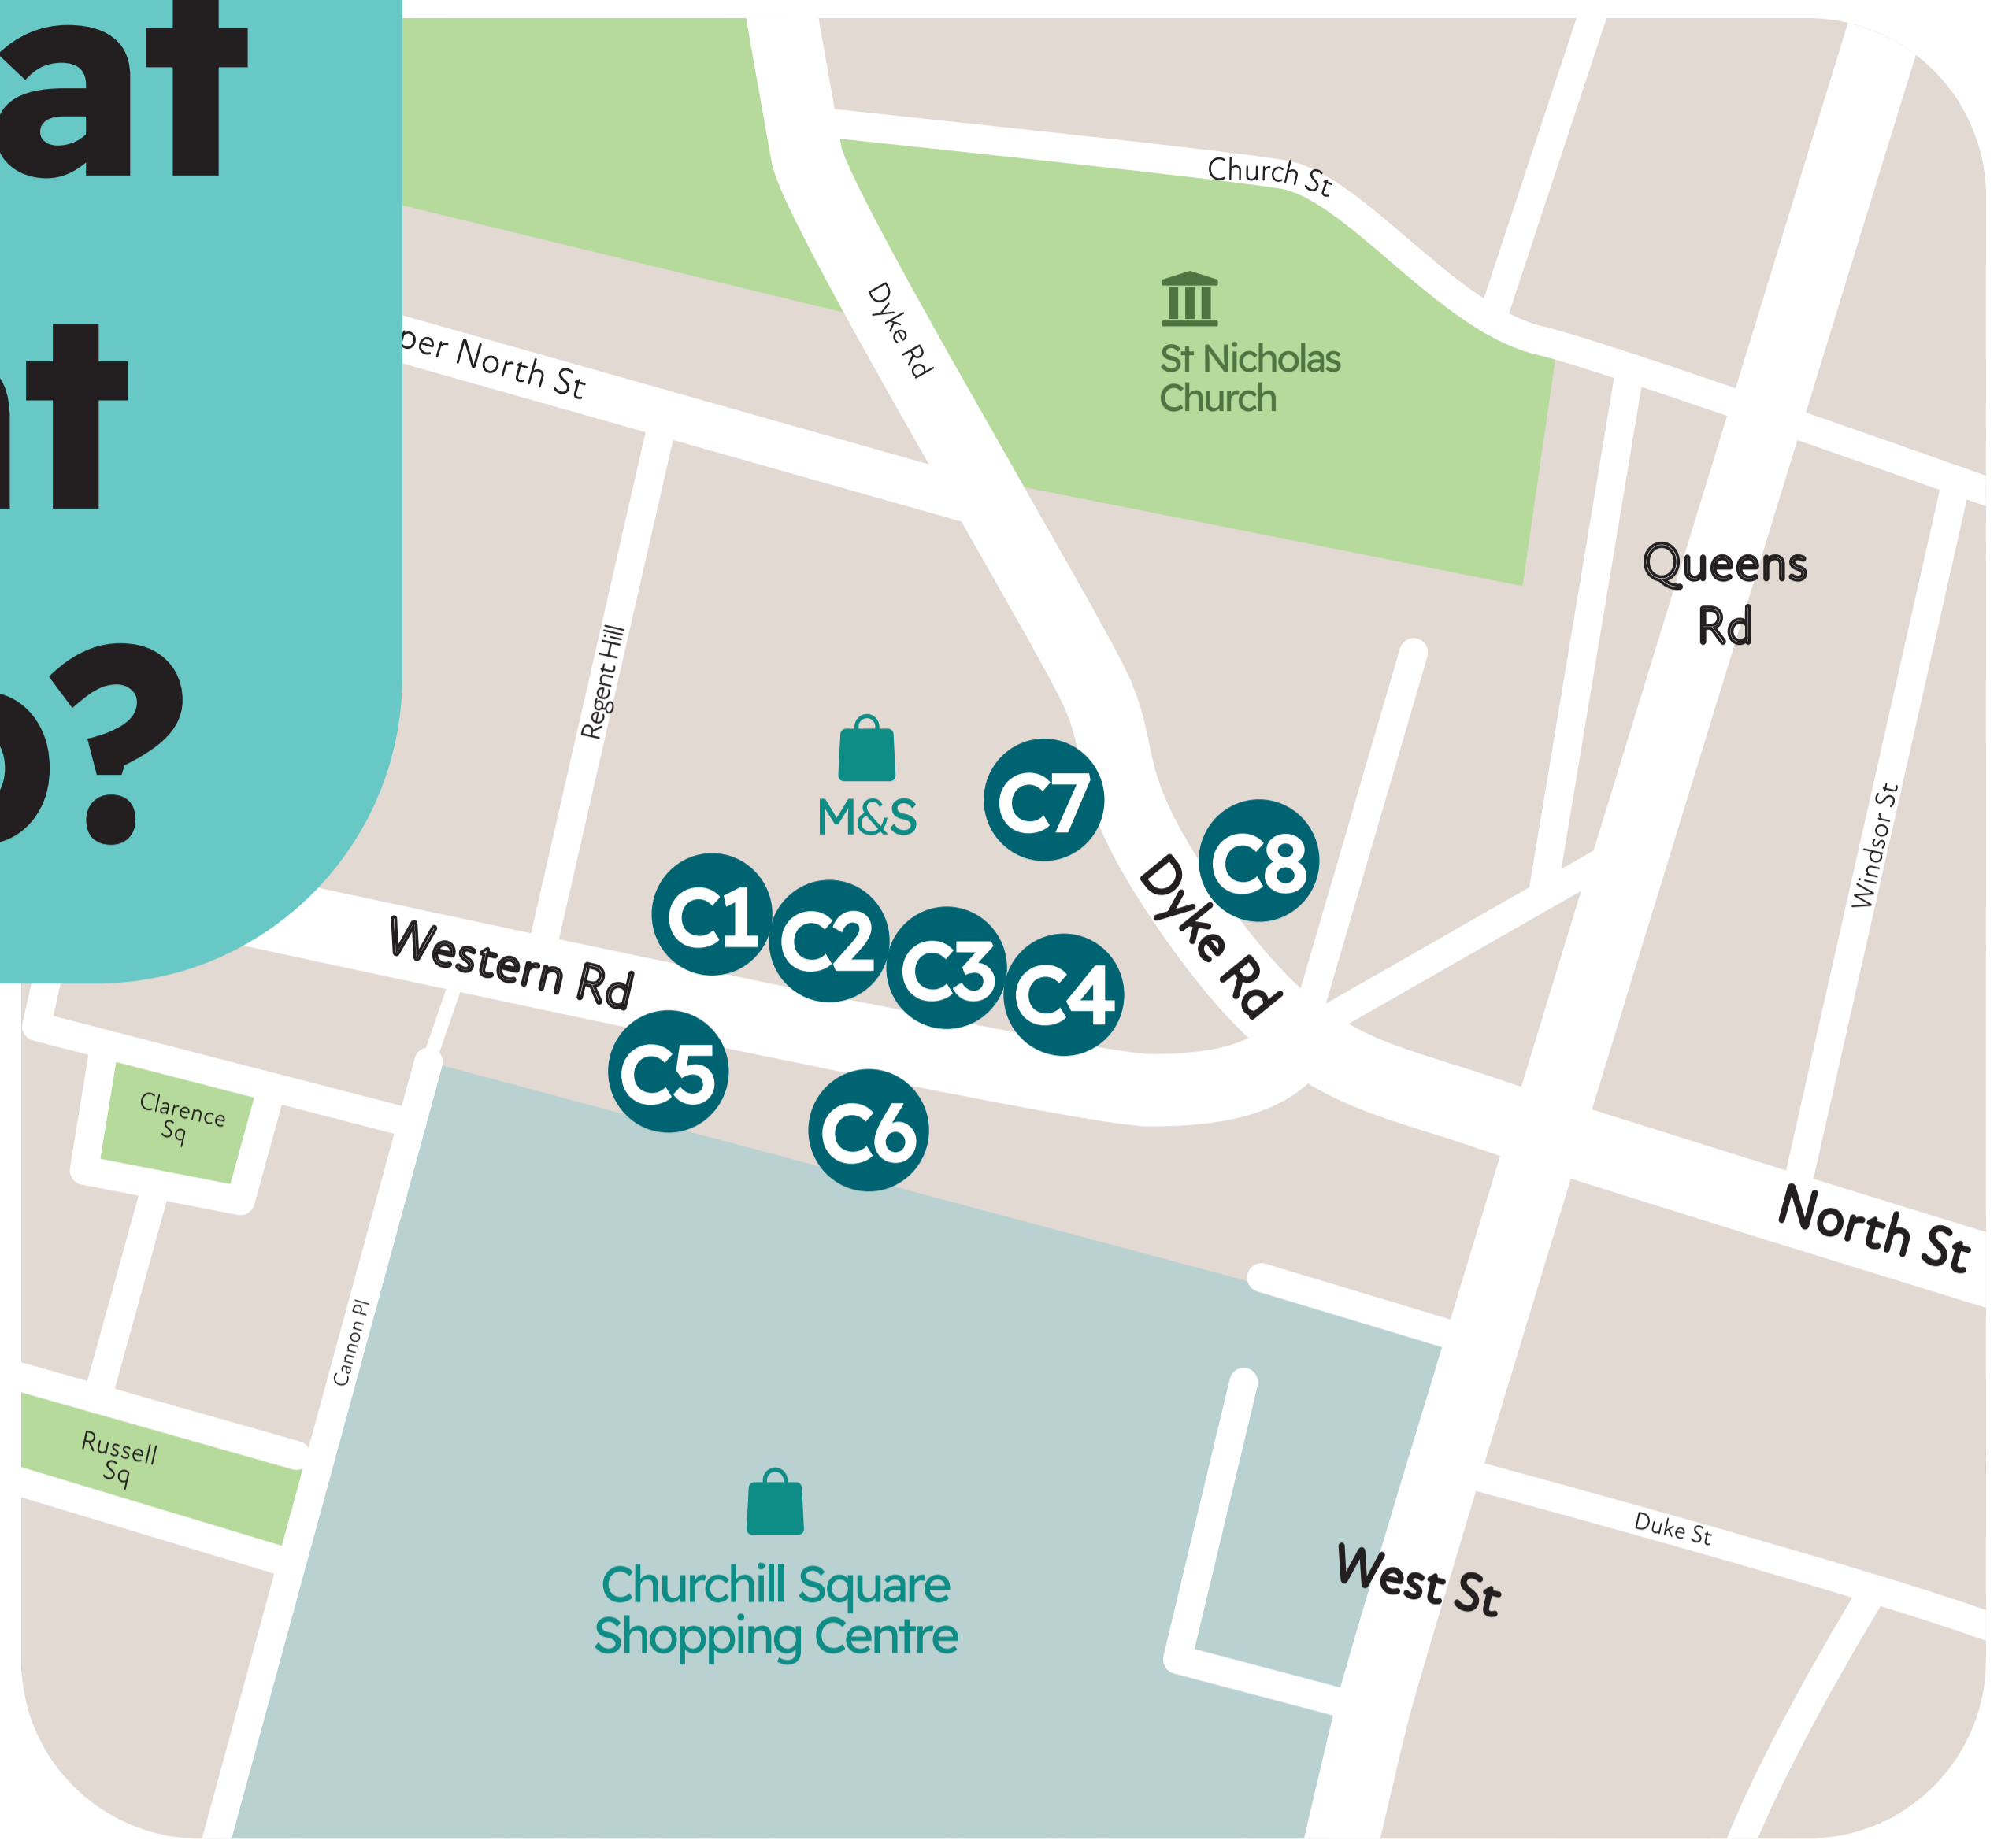 at
t
?
Church St
Dyke Rd
North St
St Nicholas
Church
Queens
Rd
Regent Hill
M&S
C7
C8
Windsor St
Dyke Rd
C1
C2
C3
C4
Western Rd
C5
C6
Clarence
Sq
North St
Cannon Pl
Russell
Sq
Duke St
West St
Churchill Square
Shopping Centre